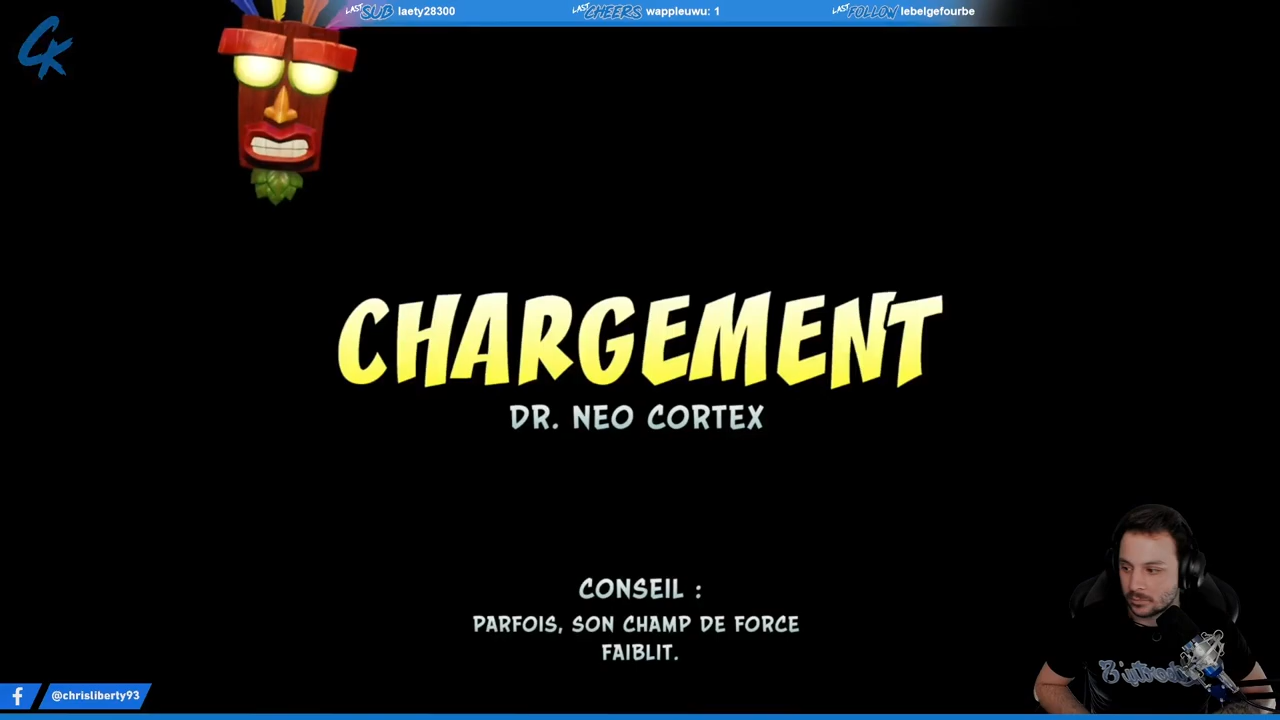 LAST SUB laety28300
LAST CHEERS wappleuwu: 1
LAST FOLLOW lebelgefourbe
CK
CHARGEMENT
DR. NEO CORTEX
CONSEIL :
PARFOIS, SON CHAMP DE FORCE
FAIBLIT.
@chrisliberty93